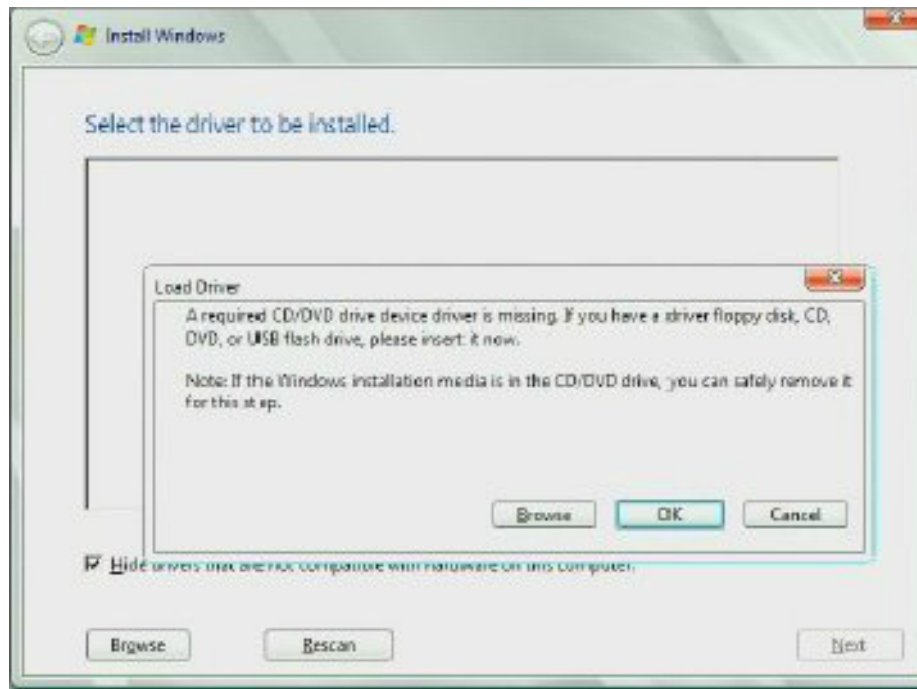 Install Windows
Select the driver to be installed.
Load Driver
A required CD/DVD drive device driver is missing. If you have a driver floppy disk, CD,
DVD, or USB flash drive, please insert it now.
Note: If the Windows installation media is in the CD/DVD drive, you can safely remove it
for this step.
Browse
OK
Cancel
Hide drivers that are not compatible with hardware on this computer.
Browse
Rescan
Next